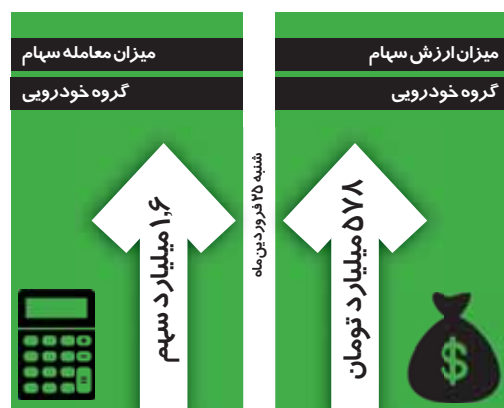 میزان ارزش سهام
گروه خودرویی
۵۷۸ میلیارد تومان
$
شنبه ۲۵ فروردین‌ماه
میزان معامله سهام
گروه خودرویی
۱٫۶ میلیارد سهم